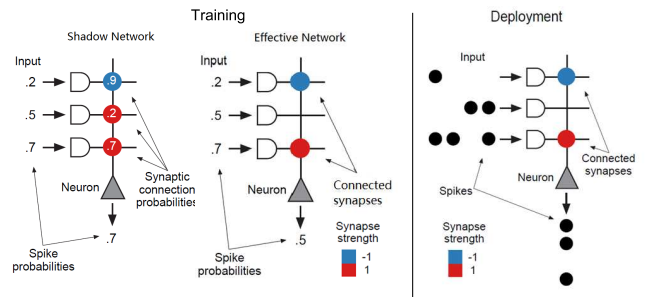 Training
Shadow Network
Input
.2
.5
.7
.9
.2
.7
Neuron
Synaptic
connection
probabilities
Spike
probabilities
.7
Effective Network
.2
.5
.7
Neuron
Connected
synapses
Spike
probabilities
.5
Synapse
strength
-1
1
Deployment
Input
Connected
synapses
Neuron
Spikes
Synapse
strength
-1
1